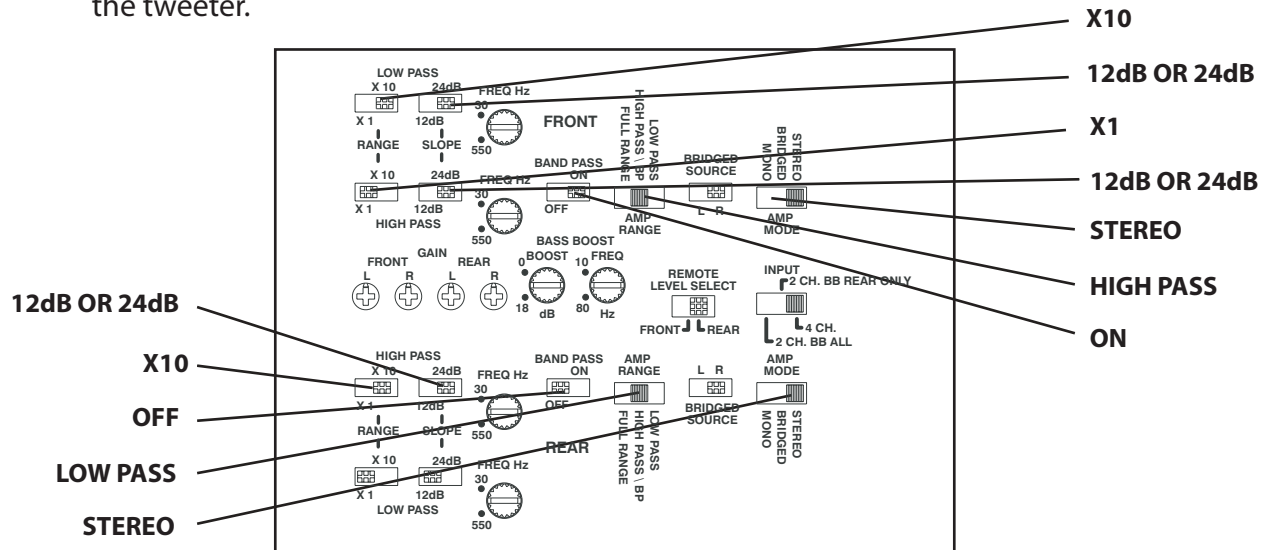 the tweeter.
X10
12dB OR 24dB
X1
12dB OR 24dB
STEREO
HIGH PASS
ON
12dB OR 24dB
X10
OFF
LOW PASS
STEREO
LOW PASS
X 10 24dB FREQ Hz
30
X 1 12dB
RANGE SLOPE
550
FRONT
HIGH PASS \ BP
FULL RANGE
LOW PASS
STEREO
BRIDGED
MONO
X 10 24dB FREQ Hz
30
BAND PASS
ON
OFF
BRIDGED
SOURCE
L R
X 1 12dB
HIGH PASS
550
AMP
RANGE
AMP
MODE
GAIN
FRONT REAR
L R L R
BASS BOOST
0 BOOST 10 FREQ
18 dB 80 Hz
REMOTE
LEVEL SELECT
FRONT REAR
INPUT
2 CH. BB REAR ONLY
4 CH.
2 CH. BB ALL
HIGH PASS
X 10 24dB FREQ Hz
30
BAND PASS
ON
OFF
AMP
RANGE
L R
AMP
MODE
X 1 12dB
RANGE SLOPE
550
REAR
LOW PASS
HIGH PASS \ BP
FULL RANGE
BRIDGED
SOURCE
STEREO
BRIDGED
MONO
X 10 24dB FREQ Hz
30
X 1 12dB
LOW PASS
550